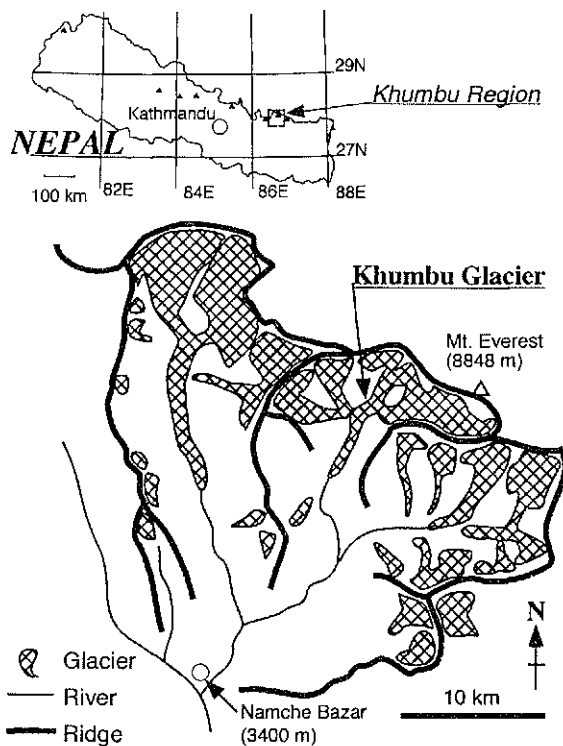 29N
Khumbu Region
Kathmandu
NEPAL
27N
100 km
82E
84E
86E
88E
Khumbu Glacier
Mt. Everest
(8848 m)
N
Glacier
River
Ridge
Namche Bazar
(3400 m)
10 km